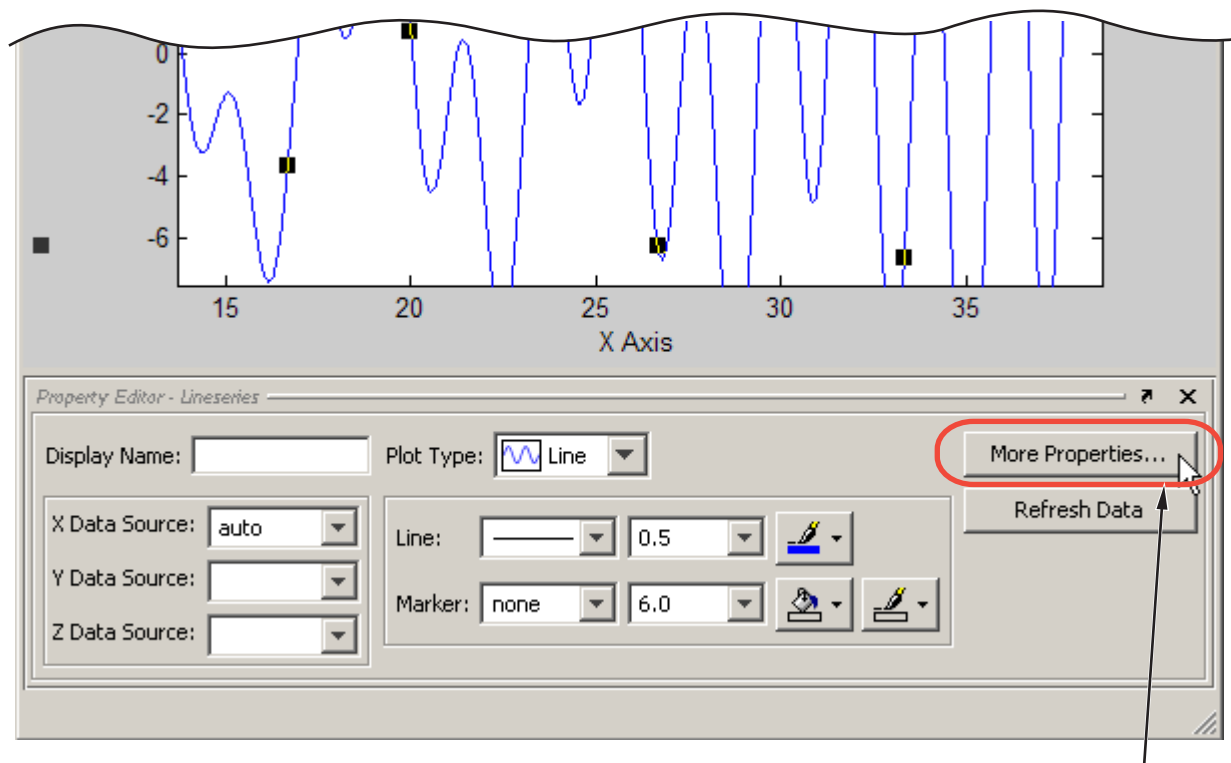 0
-2
-4
-6
15 20 25 30 35
X Axis
Property Editor - Lineseries
Display Name:
Plot Type: Line
More Properties...
Refresh Data
X Data Source: auto
Y Data Source:
Z Data Source:
Line: 0.5
Marker: none 6.0